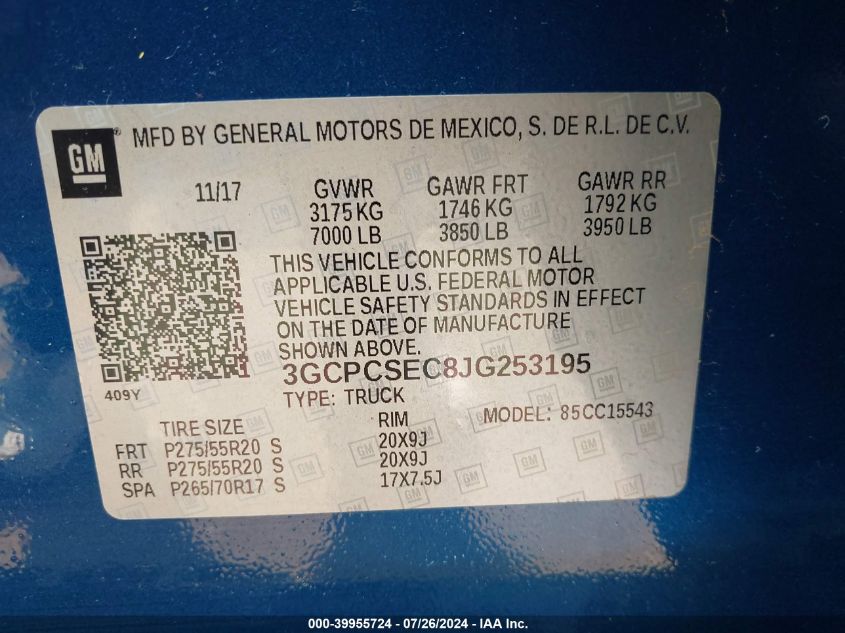 GM
MFD BY GENERAL MOTORS DE MEXICO, S. DE R.L. DE C.V.
11/17 GVWR GAWR FRT GAWR RR
3175 KG 1746 KG 1792 KG
7000 LB 3850 LB 3950 LB
THIS VEHICLE CONFORMS TO ALL
APPLICABLE U.S. FEDERAL MOTOR
VEHICLE SAFETY STANDARDS IN EFFECT
ON THE DATE OF MANUFACTURE
SHOWN ABOVE.
3GCPCSEC8JG253195
409Y
TYPE: TRUCK
TIRE SIZE RIM MODEL: 85CC15543
FRT P275/55R20 S 20X9J
RR P275/55R20 S 20X9J
SPA P265/70R17 S 17X7.5J
000-39955724 - 07/26/2024 - IAA Inc.